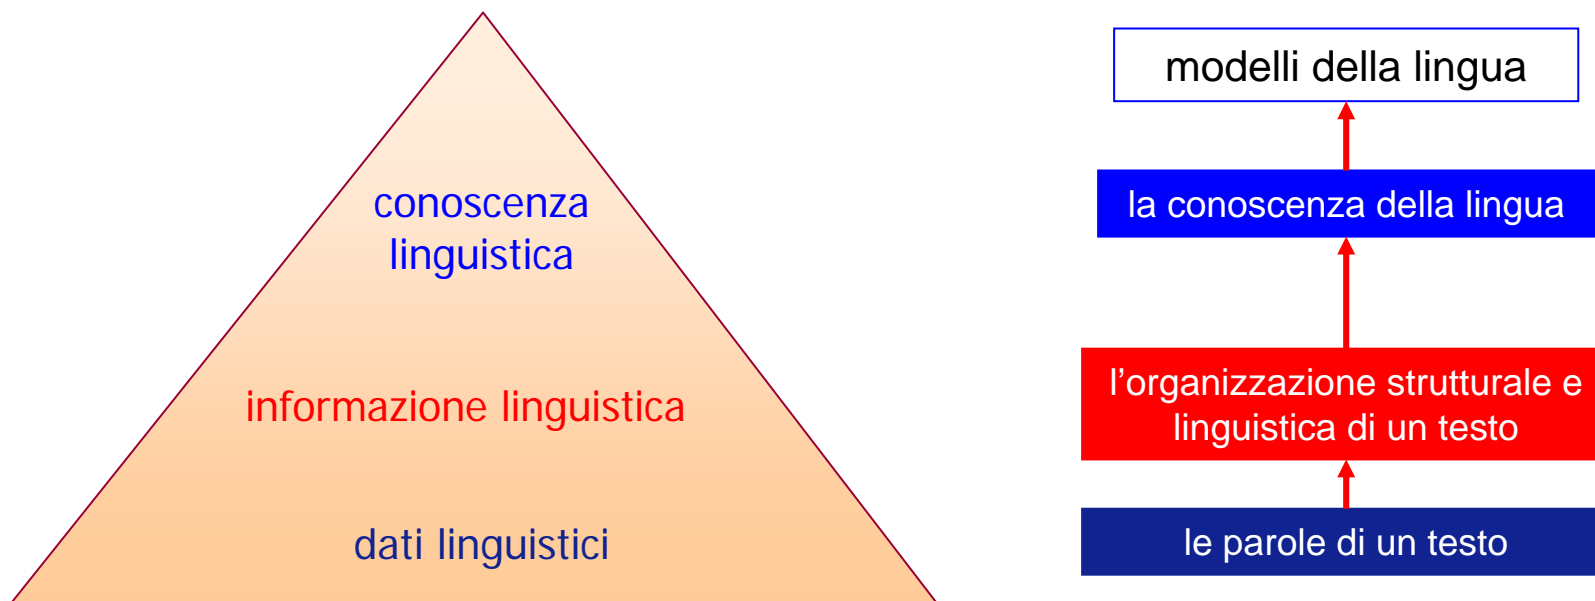 conoscenza
linguistica
informazione linguistica
dati linguistici
modelli della lingua
la conoscenza della lingua
l’organizzazione strutturale e
linguistica di un testo
le parole di un testo